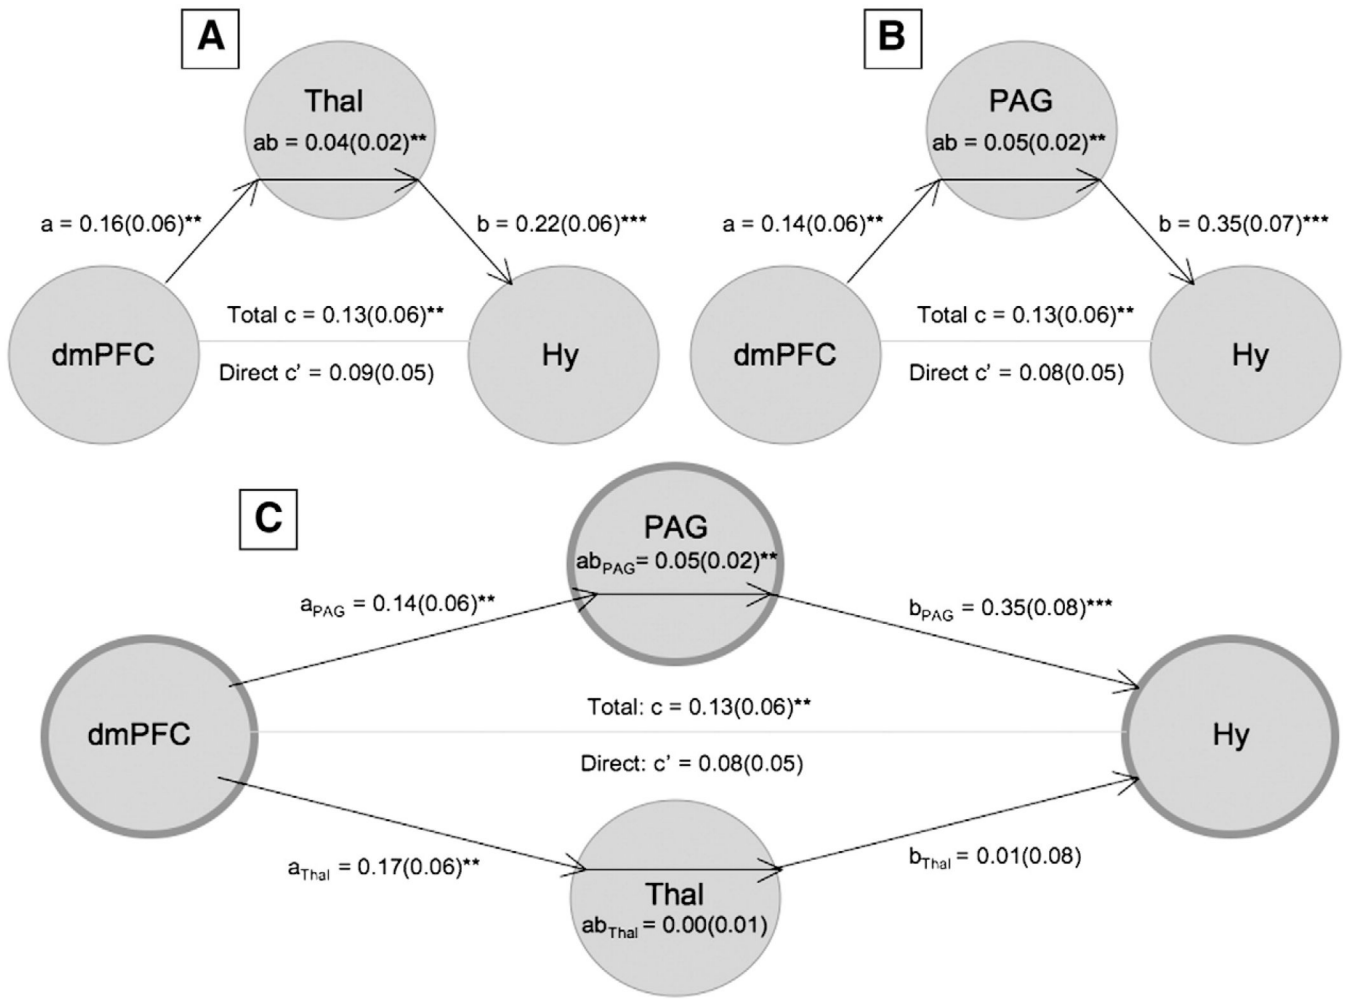 A
Thal
ab = 0.04(0.02)**
a = 0.16(0.06)**
b = 0.22(0.06)***
Total c = 0.13(0.06)**
dmPFC
Hy
Direct c’ = 0.09(0.05)
B
PAG
ab = 0.05(0.02)**
a = 0.14(0.06)**
b = 0.35(0.07)***
Total c = 0.13(0.06)**
dmPFC
Hy
Direct c’ = 0.08(0.05)
C
PAG
abPAG= 0.05(0.02)**
aPAG = 0.14(0.06)**
bPAG = 0.35(0.08)***
Total: c = 0.13(0.06)**
dmPFC
Hy
Direct: c’ = 0.08(0.05)
aThal = 0.17(0.06)**
bThal = 0.01(0.08)
Thal
abThal = 0.00(0.01)